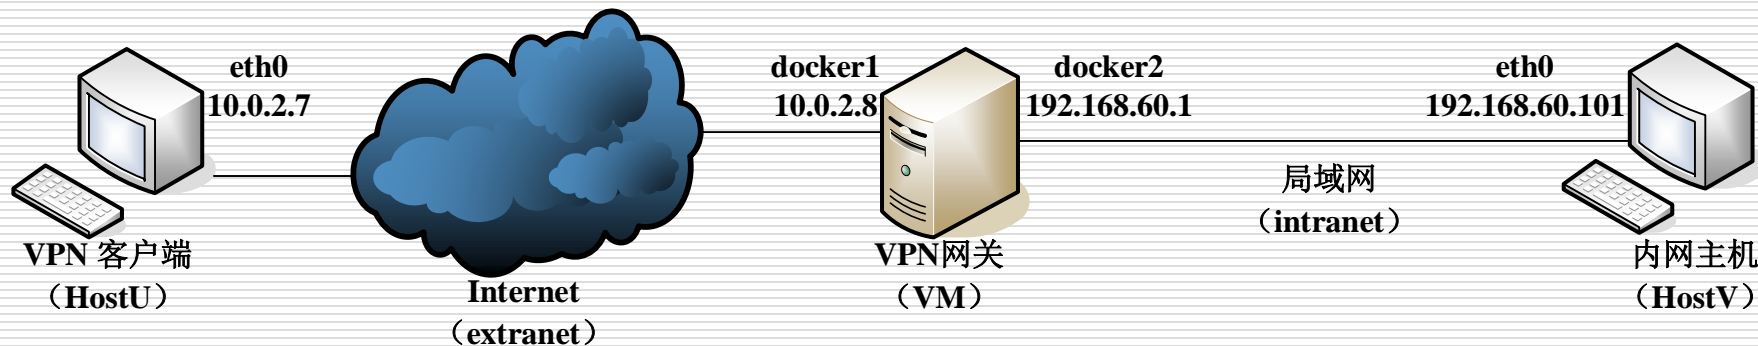 eth0
10.0.2.7
VPN 客户端
（HostU）
Internet
（extranet）
docker1
10.0.2.8
docker2
192.168.60.1
VPN网关
（VM）
局域网
（intranet）
eth0
192.168.60.101
内网主机
（HostV）